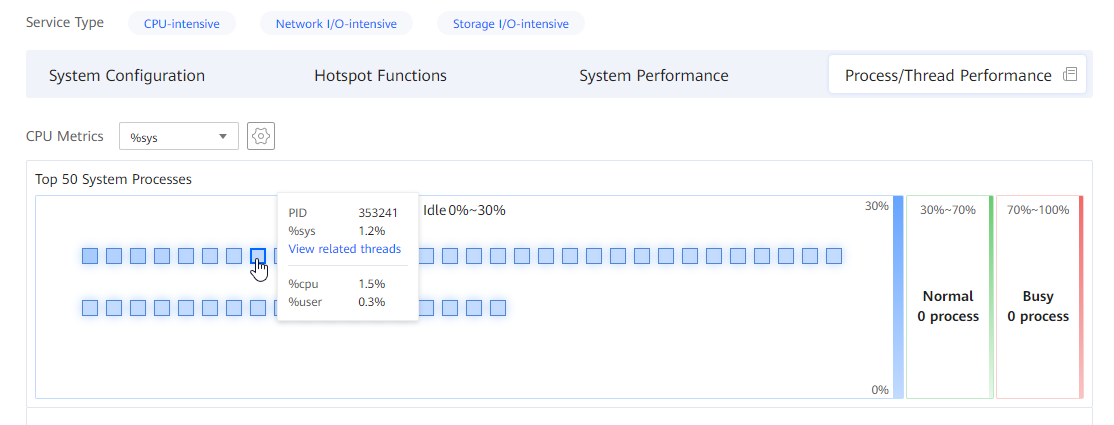 Service Type CPU-intensive Network I/O-intensive Storage I/O-intensive
System Configuration Hotspot Functions System Performance Process/Thread Performance
CPU Metrics %sys
Top 50 System Processes
Idle 0%~30%
30%
0%
PID 353241
%sys 1.2%
View related threads
%cpu 1.5%
%user 0.3%
30%~70%
Normal
0 process
70%~100%
Busy
0 process